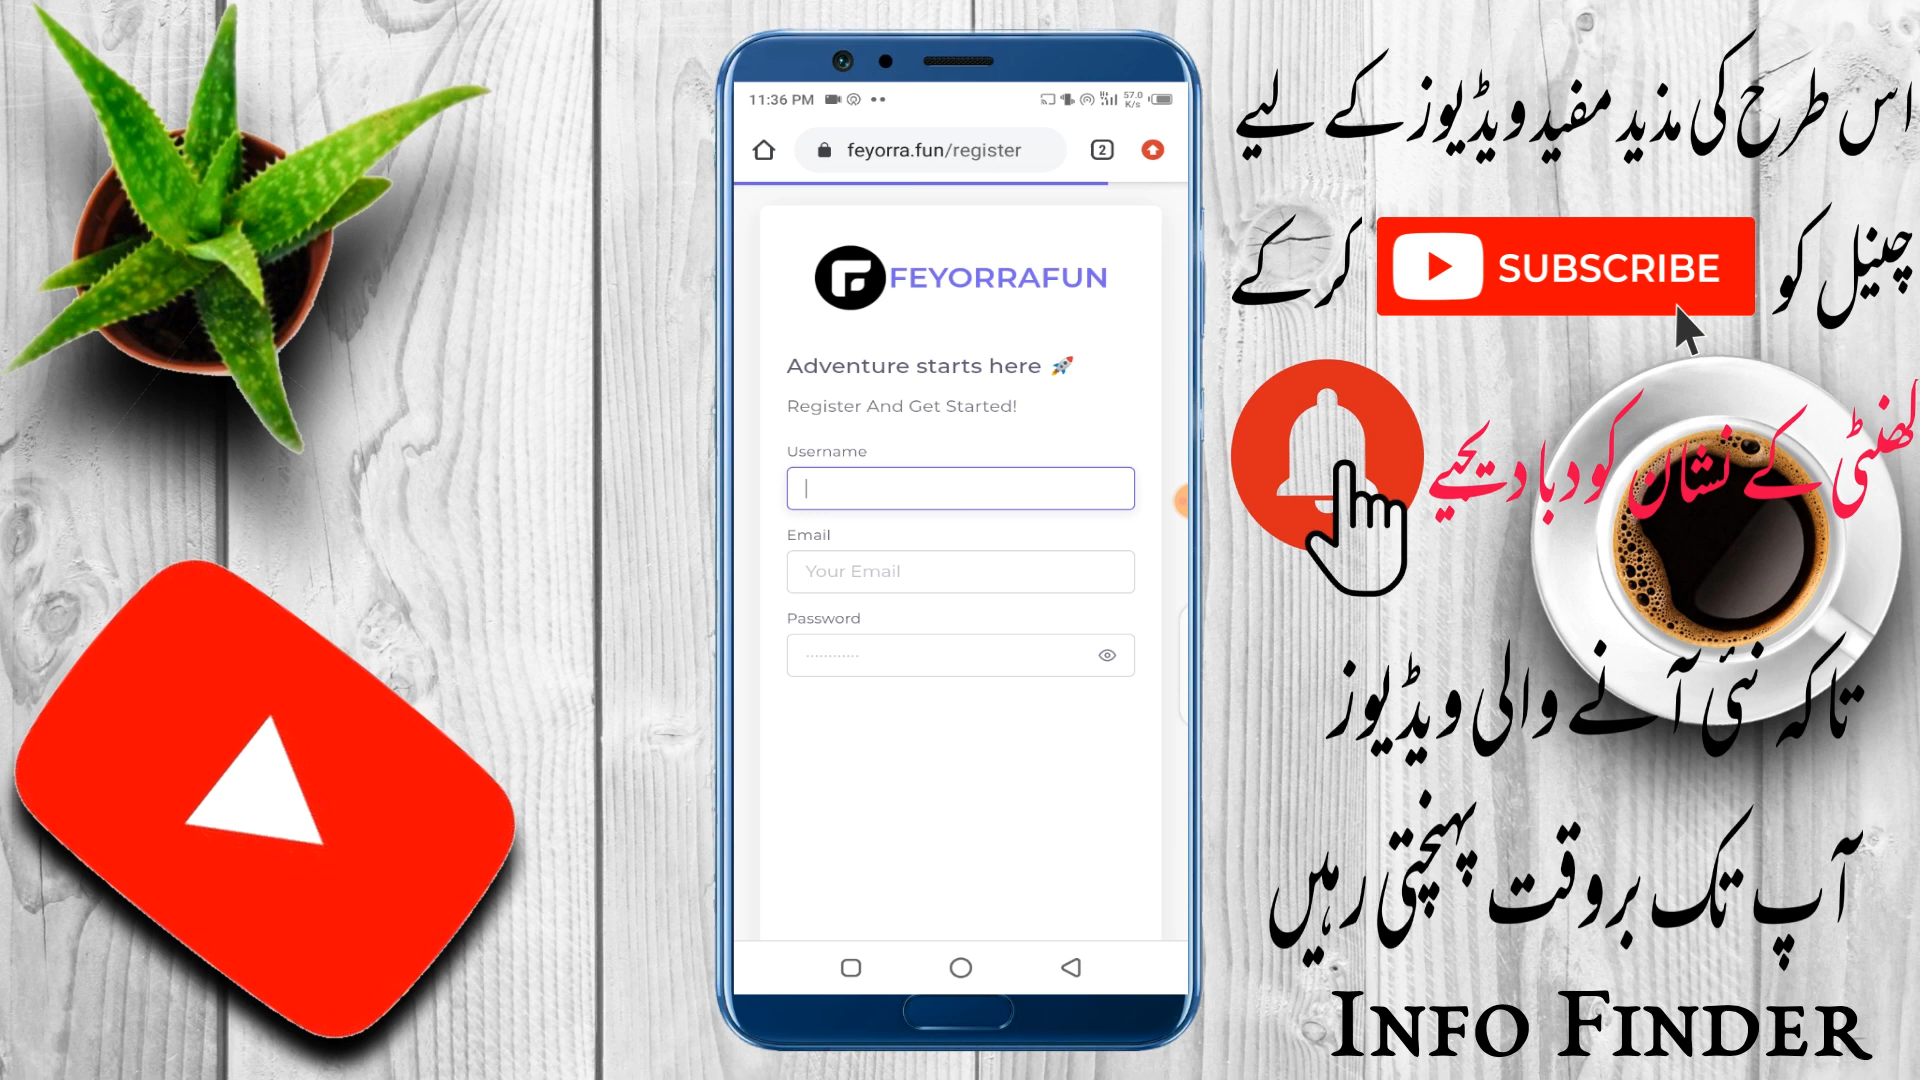 11:36 PM
57.0
K/s
feyorra.fun/register
2
FEYORRAFUN
Adventure starts here 🚀
Register And Get Started!
Username
Email
Your Email
Password
············
اس طرح کی مذید مفید ویڈیوز کے لیے
چینل کو SUBSCRIBE کر کے
گھنٹی کے نشان کو دبا دیجیے
تاکہ نئی آنے والی ویڈیوز
آپ تک بروقت پہنچتی رہیں
INFO FINDER